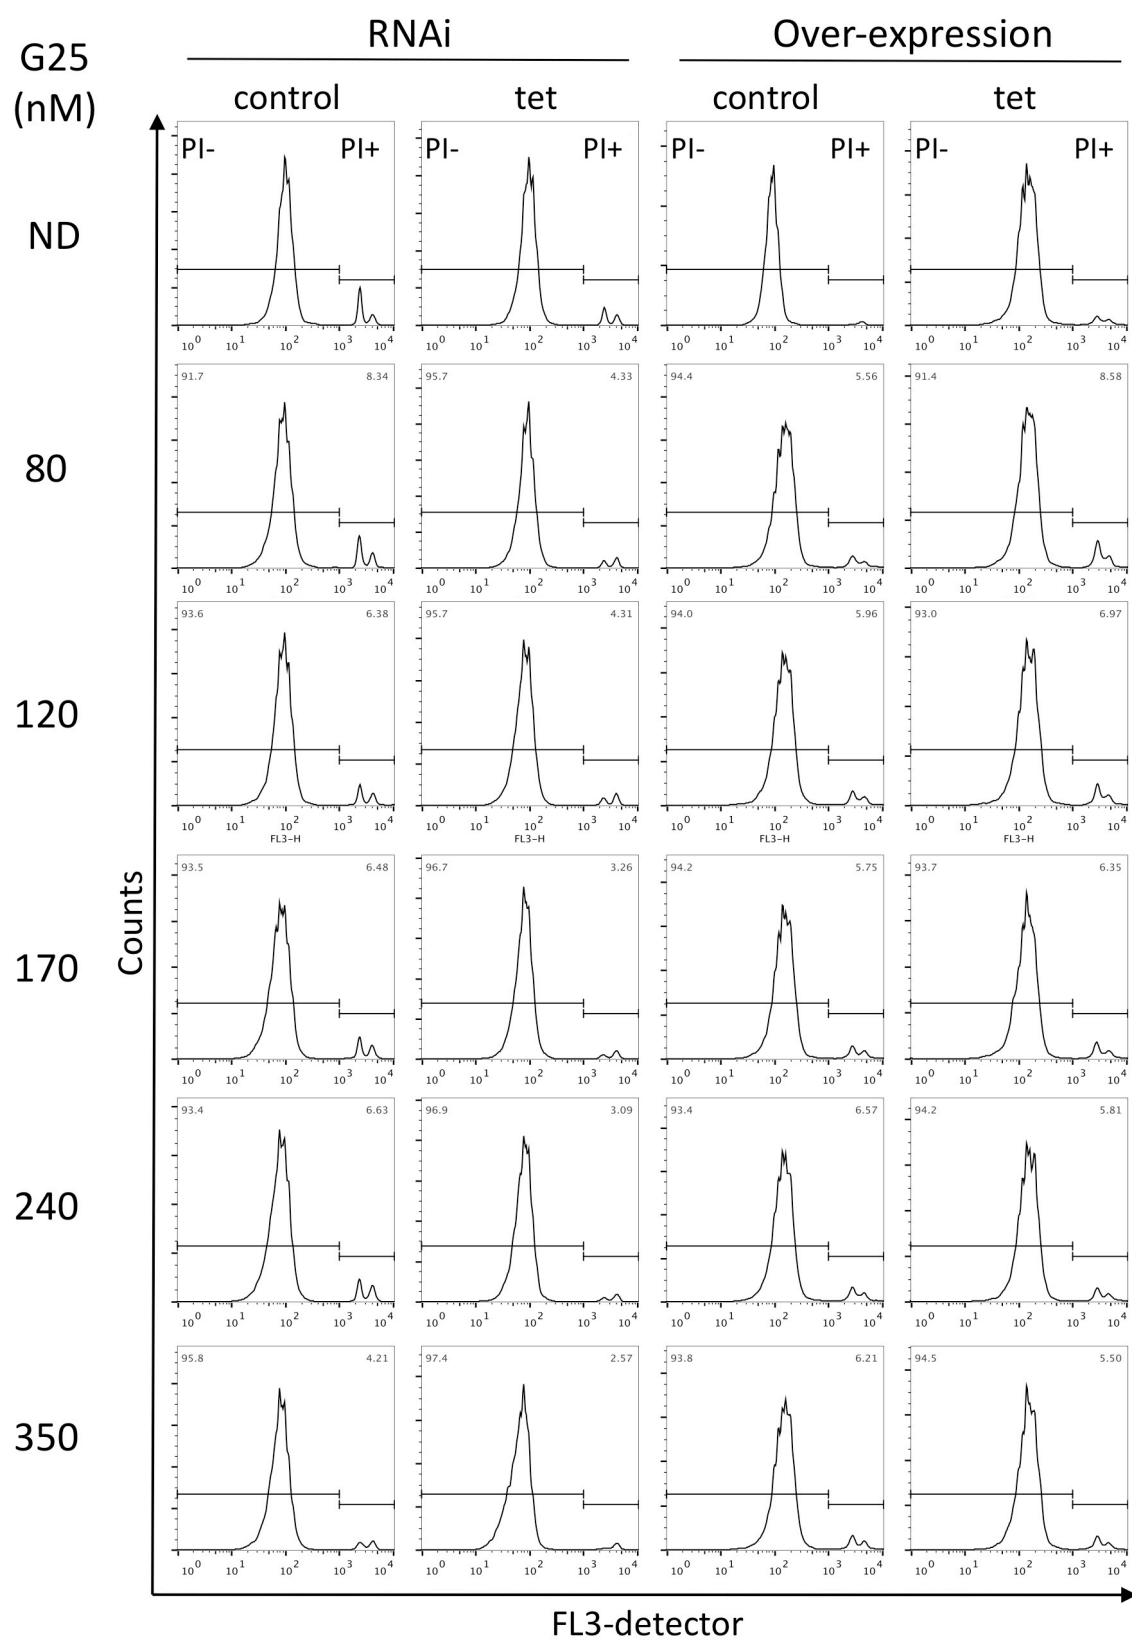 G25
(nM)
RNAi Over-expression
control tet control tet
ND
PI- PI+ PI- PI+ PI- PI+ PI- PI+
10^0 10^1 10^2 10^3 10^4 10^0 10^1 10^2 10^3 10^4 10^0 10^1 10^2 10^3 10^4 10^0 10^1 10^2 10^3 10^4
80
91.7 8.34 95.7 4.33 94.4 5.56 91.4 8.58
10^0 10^1 10^2 10^3 10^4 10^0 10^1 10^2 10^3 10^4 10^0 10^1 10^2 10^3 10^4 10^0 10^1 10^2 10^3 10^4
120
93.6 6.38 95.7 4.31 94.0 5.96 93.0 6.97
10^0 10^1 10^2 10^3 10^4 10^0 10^1 10^2 10^3 10^4 10^0 10^1 10^2 10^3 10^4 10^0 10^1 10^2 10^3 10^4
FL3-H FL3-H FL3-H FL3-H
170
93.5 6.48 96.7 3.26 94.2 5.75 93.7 6.35
10^0 10^1 10^2 10^3 10^4 10^0 10^1 10^2 10^3 10^4 10^0 10^1 10^2 10^3 10^4 10^0 10^1 10^2 10^3 10^4
240
93.4 6.63 96.9 3.09 93.4 6.57 94.2 5.81
10^0 10^1 10^2 10^3 10^4 10^0 10^1 10^2 10^3 10^4 10^0 10^1 10^2 10^3 10^4 10^0 10^1 10^2 10^3 10^4
350
95.8 4.21 97.4 2.57 93.8 6.21 94.5 5.50
10^0 10^1 10^2 10^3 10^4 10^0 10^1 10^2 10^3 10^4 10^0 10^1 10^2 10^3 10^4 10^0 10^1 10^2 10^3 10^4
Counts
FL3-detector